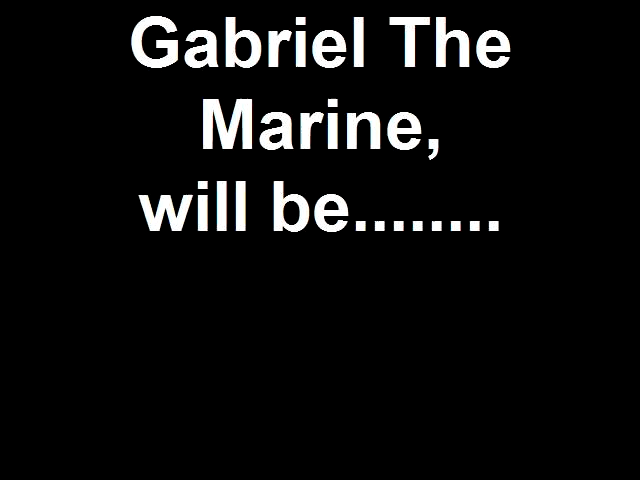 Gabriel The
Marine,
will be........